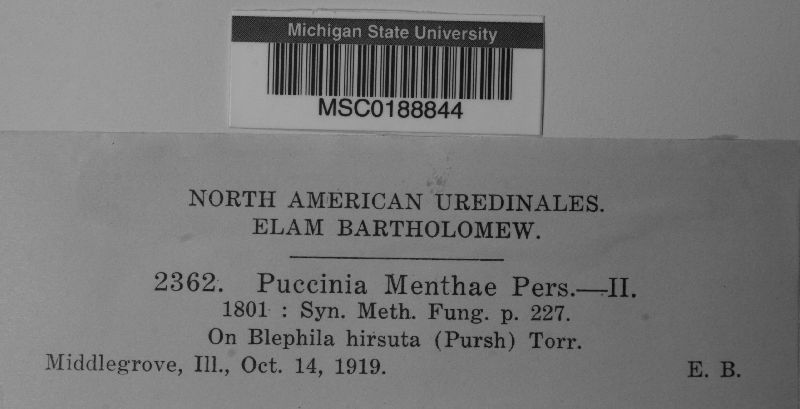 Michigan State University
MSC0188844
NORTH AMERICAN UREDINALES.
ELAM BARTHOLOMEW.
2362. Puccinia Menthae Pers.—II.
1801 : Syn. Meth. Fung. p. 227.
On Blephila hirsuta (Pursh) Torr.
Middlegrove, Ill., Oct. 14, 1919. E. B.